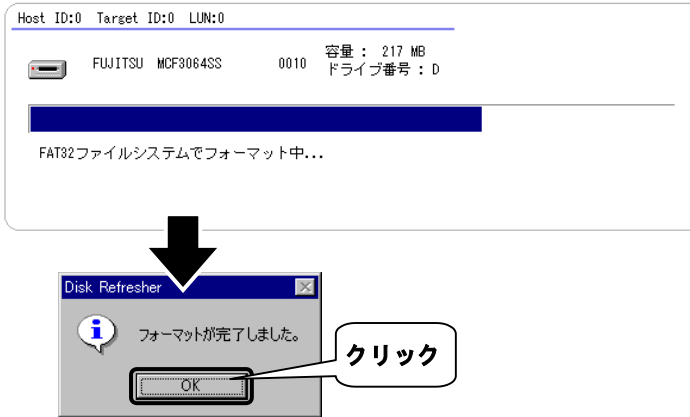 Host ID:0 Target ID:0 LUN:0
FUJITSU MCF3064SS 0010 容量 : 217 MB
ドライブ番号 : D
FAT32ファイルシステムでフォーマット中...
Disk Refresher
フォーマットが完了しました。
OK
クリック